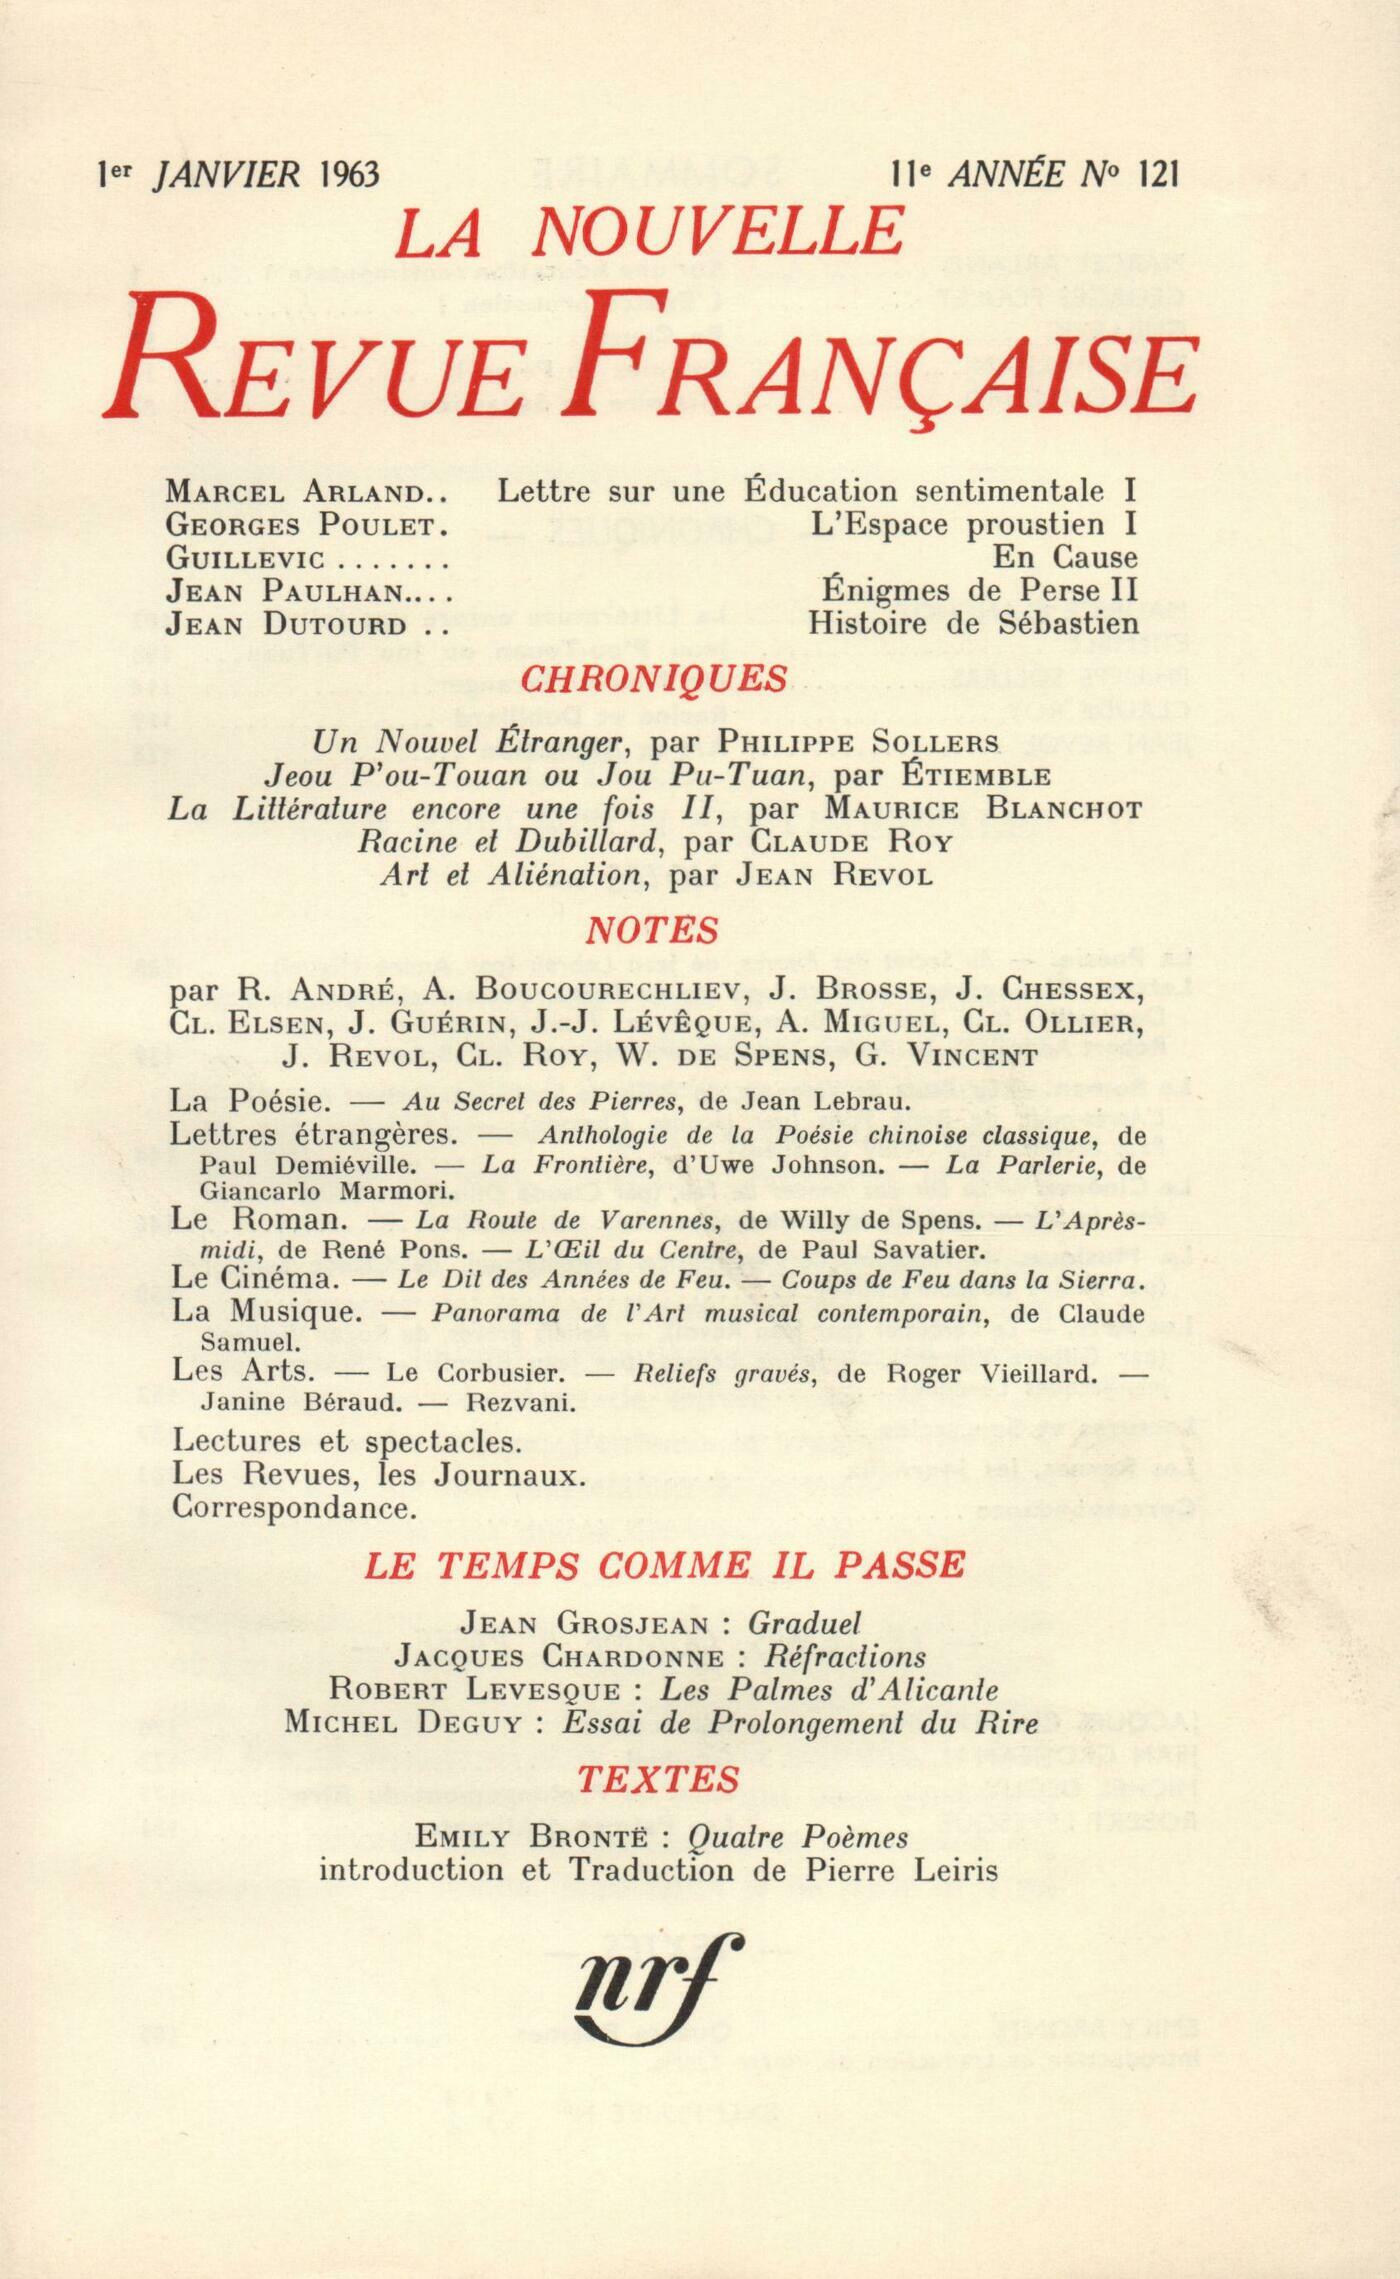 1er JANVIER 1963 11e ANNÉE No 121
LA NOUVELLE
REVUE FRANÇAISE
MARCEL ARLAND.. Lettre sur une Éducation sentimentale I
GEORGES POULET. L'Espace proustien I
GUILLEVIC ....... En Cause
JEAN PAULHAN.... Énigmes de Perse II
JEAN DUTOURD .. Histoire de Sébastien
CHRONIQUES
Un Nouvel Étranger, par PHILIPPE SOLLERS
Jeou P'ou-Touan ou Jou Pu-Tuan, par ÉTIEMBLE
La Littérature encore une fois II, par MAURICE BLANCHOT
Racine et Dubillard, par CLAUDE ROY
Art et Aliénation, par JEAN REVOL
NOTES
par R. ANDRÉ, A. BOUCOURECHLIEV, J. BROSSE, J. CHESSEX,
CL. ELSEN, J. GUÉRIN, J.-J. LÉVÊQUE, A. MIGUEL, CL. OLLIER,
J. REVOL, CL. ROY, W. DE SPENS, G. VINCENT
La Poésie. — Au Secret des Pierres, de Jean Lebrau.
Lettres étrangères. — Anthologie de la Poésie chinoise classique, de
Paul Demiéville. — La Frontière, d'Uwe Johnson. — La Parlerie, de
Giancarlo Marmori.
Le Roman. — La Route de Varennes, de Willy de Spens. — L'Après-
midi, de René Pons. — L'Œil du Centre, de Paul Savatier.
Le Cinéma. — Le Dit des Années de Feu. — Coups de Feu dans la Sierra.
La Musique. — Panorama de l'Art musical contemporain, de Claude
Samuel.
Les Arts. — Le Corbusier. — Reliefs gravés, de Roger Vieillard. —
Janine Béraud. — Rezvani.
Lectures et spectacles.
Les Revues, les Journaux.
Correspondance.
LE TEMPS COMME IL PASSE
JEAN GROSJEAN : Graduel
JACQUES CHARDONNE : Réfractions
ROBERT LEVESQUE : Les Palmes d'Alicante
MICHEL DEGUY : Essai de Prolongement du Rire
TEXTES
EMILY BRONTË : Quatre Poèmes
introduction et Traduction de Pierre Leiris
nrf